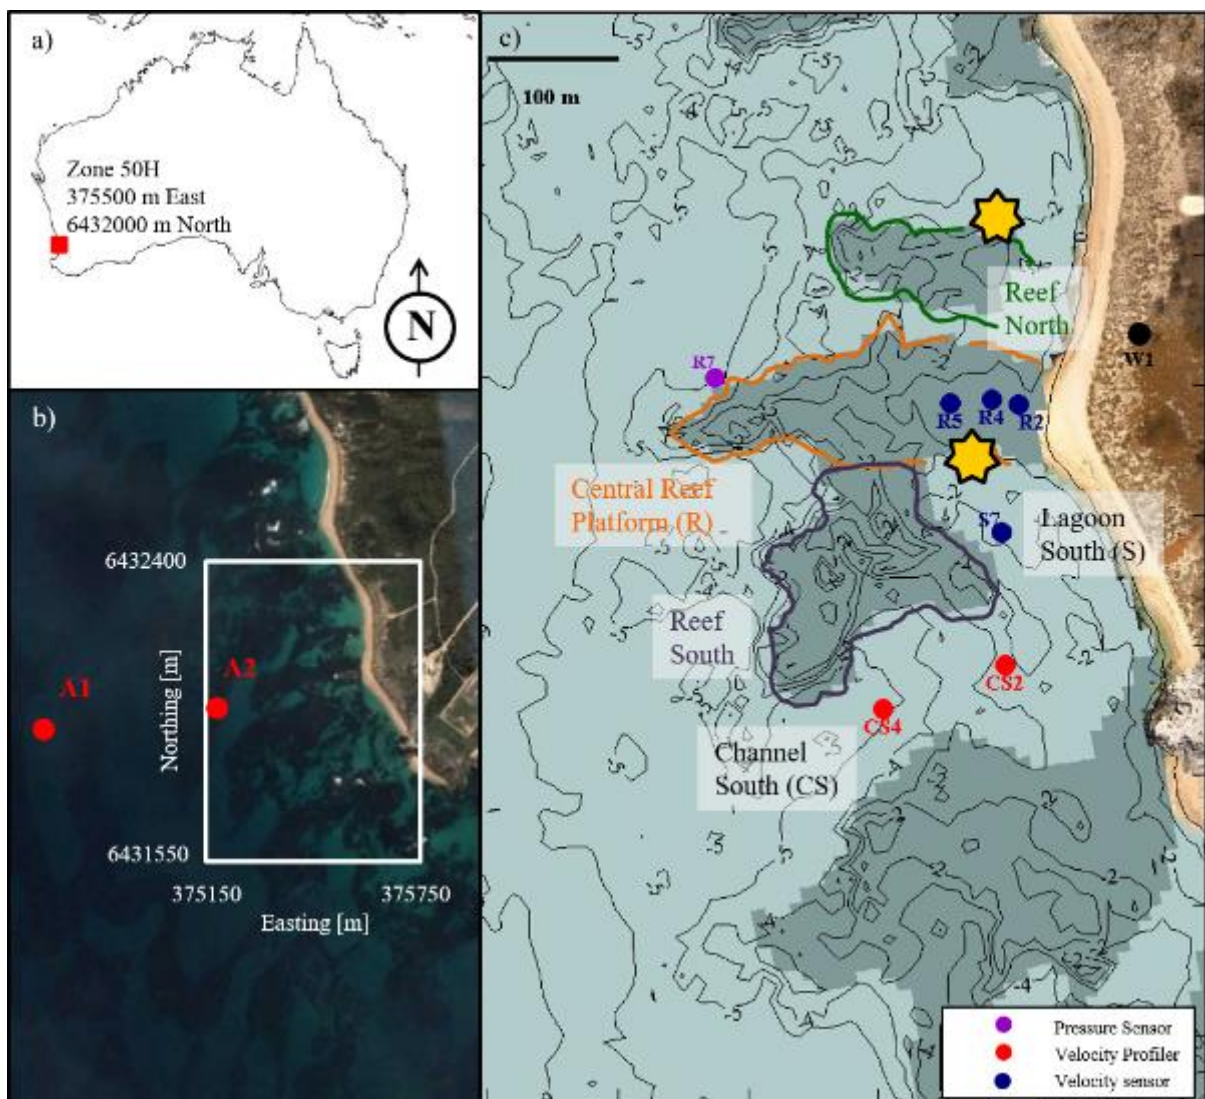 a)
Zone 50H
375500 m East
6432000 m North
N
b)
6432400
A1
A2
Northing [m]
6431550
375150
375750
Easting [m]
c)
100 m
Reef
North
W1
R7
R5
R4
R2
Central Reef
Platform (R)
S7
Lagoon
South (S)
Reef
South
CS2
CS4
Channel
South (CS)
Pressure Sensor
Velocity Profiler
Velocity sensor